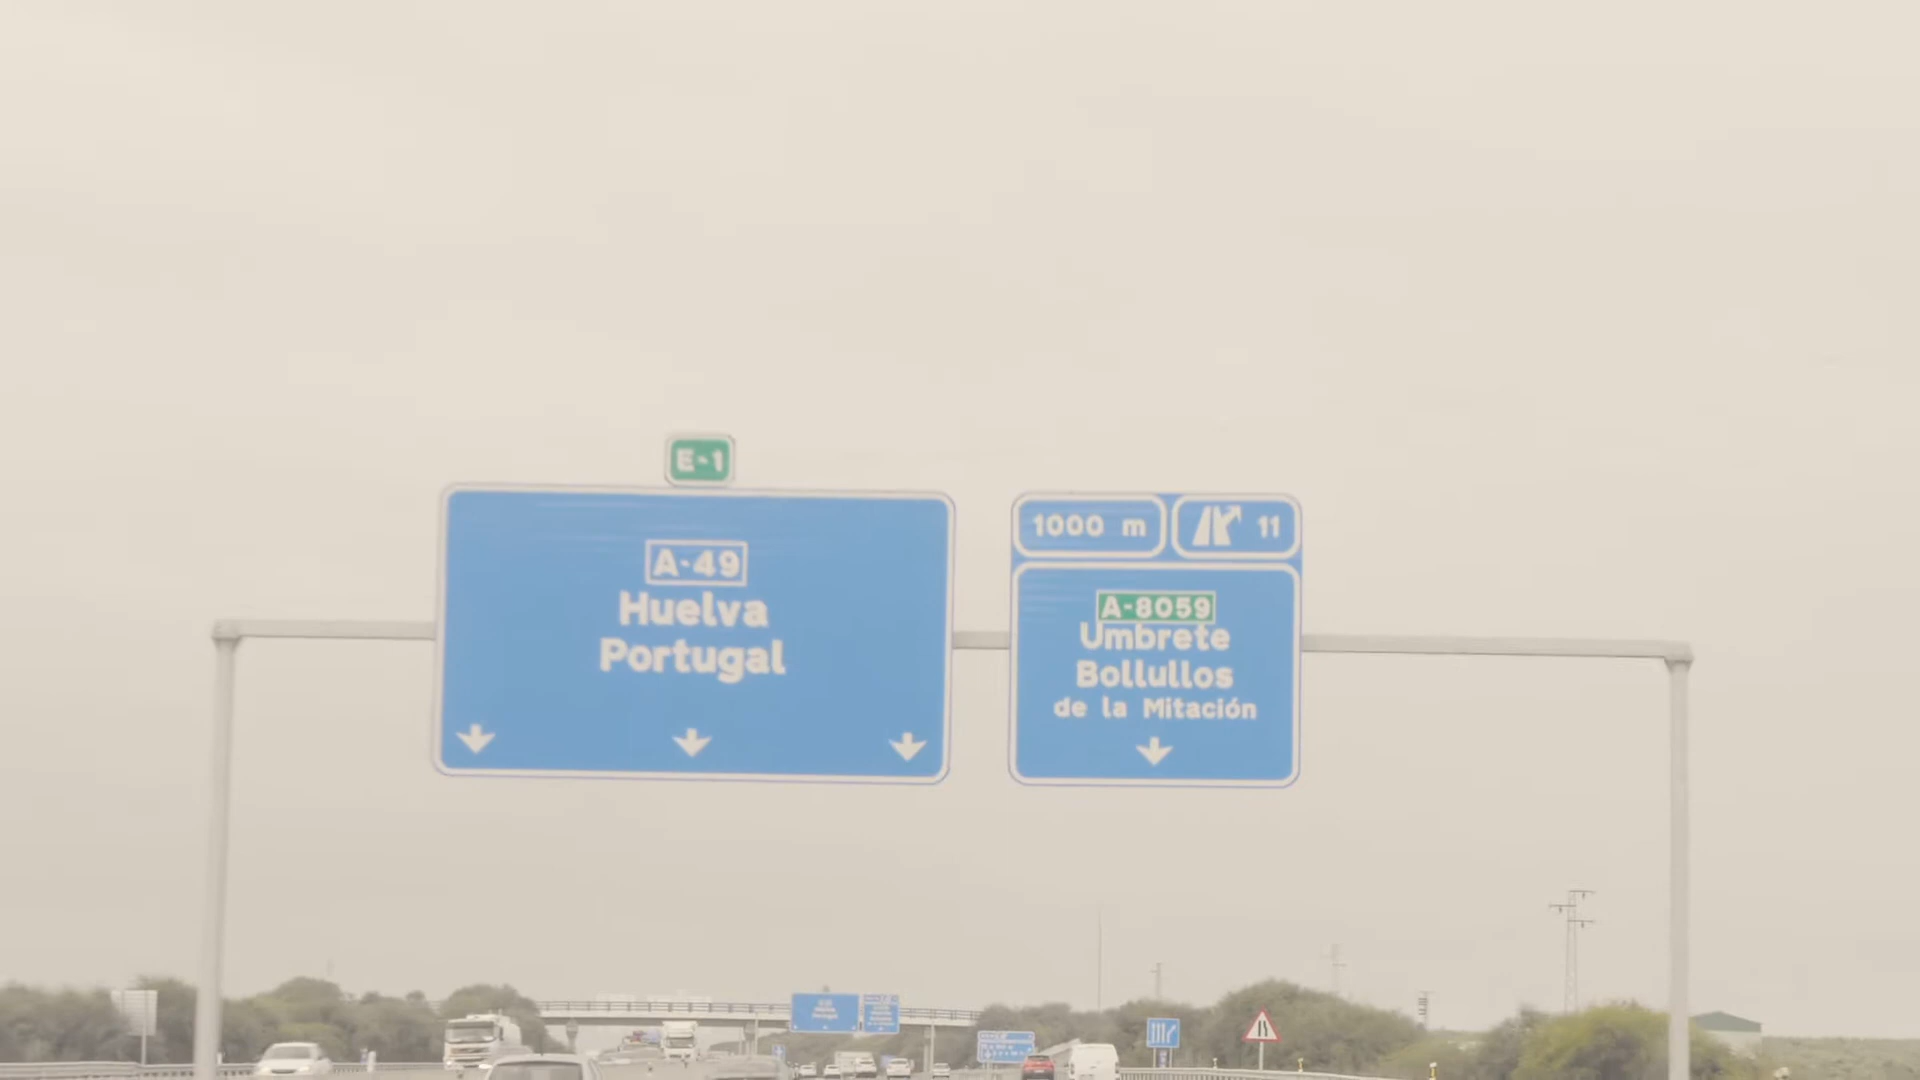 E-1
A-49
Huelva
Portugal
1000 m
11
A-8059
Umbrete
Bollullos
de la Mitación